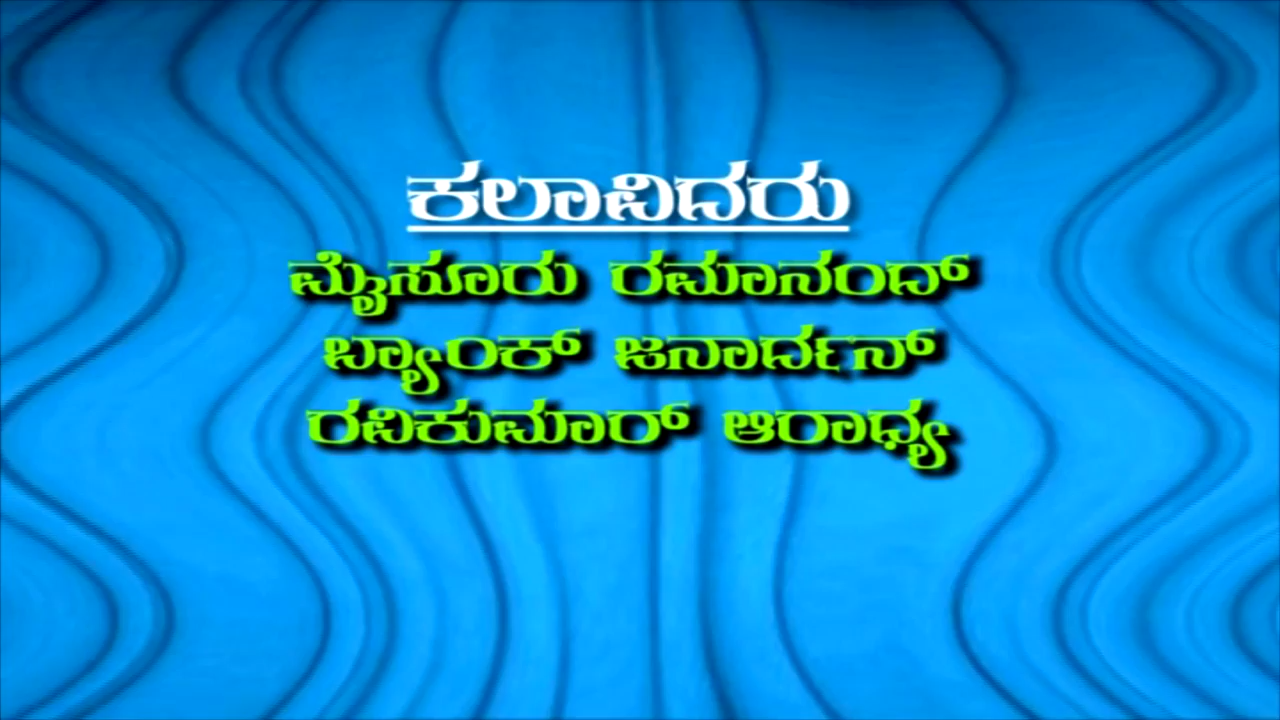 ಕಲಾವಿದರು
ಮೈಸೂರು ರಮಾನಂದ್
ಬ್ಯಾಂಕ್ ಜನಾರ್ದನ್
ರವಿಕುಮಾರ್ ಆರಾಧ್ಯ